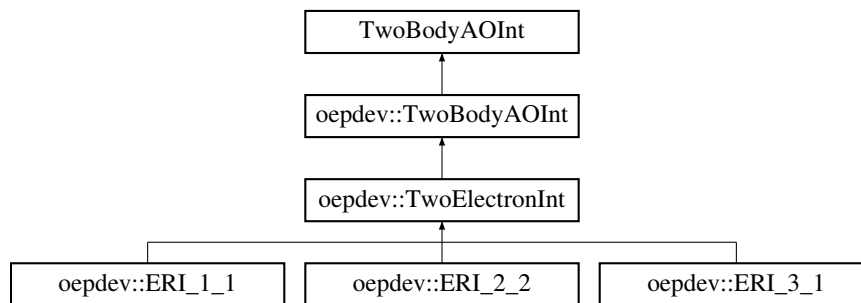 TwoBodyAOInt
oepdev::TwoBodyAOInt
oepdev::TwoElectronInt
oepdev::ERI_1_1 oepdev::ERI_2_2 oepdev::ERI_3_1